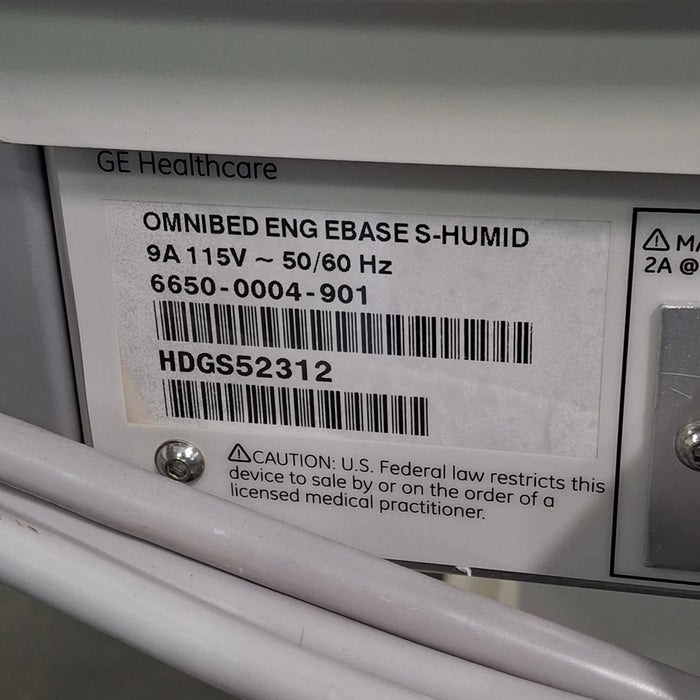 GE Healthcare
OMNIBED ENG EBASE S-HUMID
9A 115V ~ 50/60 Hz
6650-0004-901
HDGS52312
⚠CAUTION: U.S. Federal law restricts this
device to sale by or on the order of a
licensed medical practitioner.
⚠
2A @